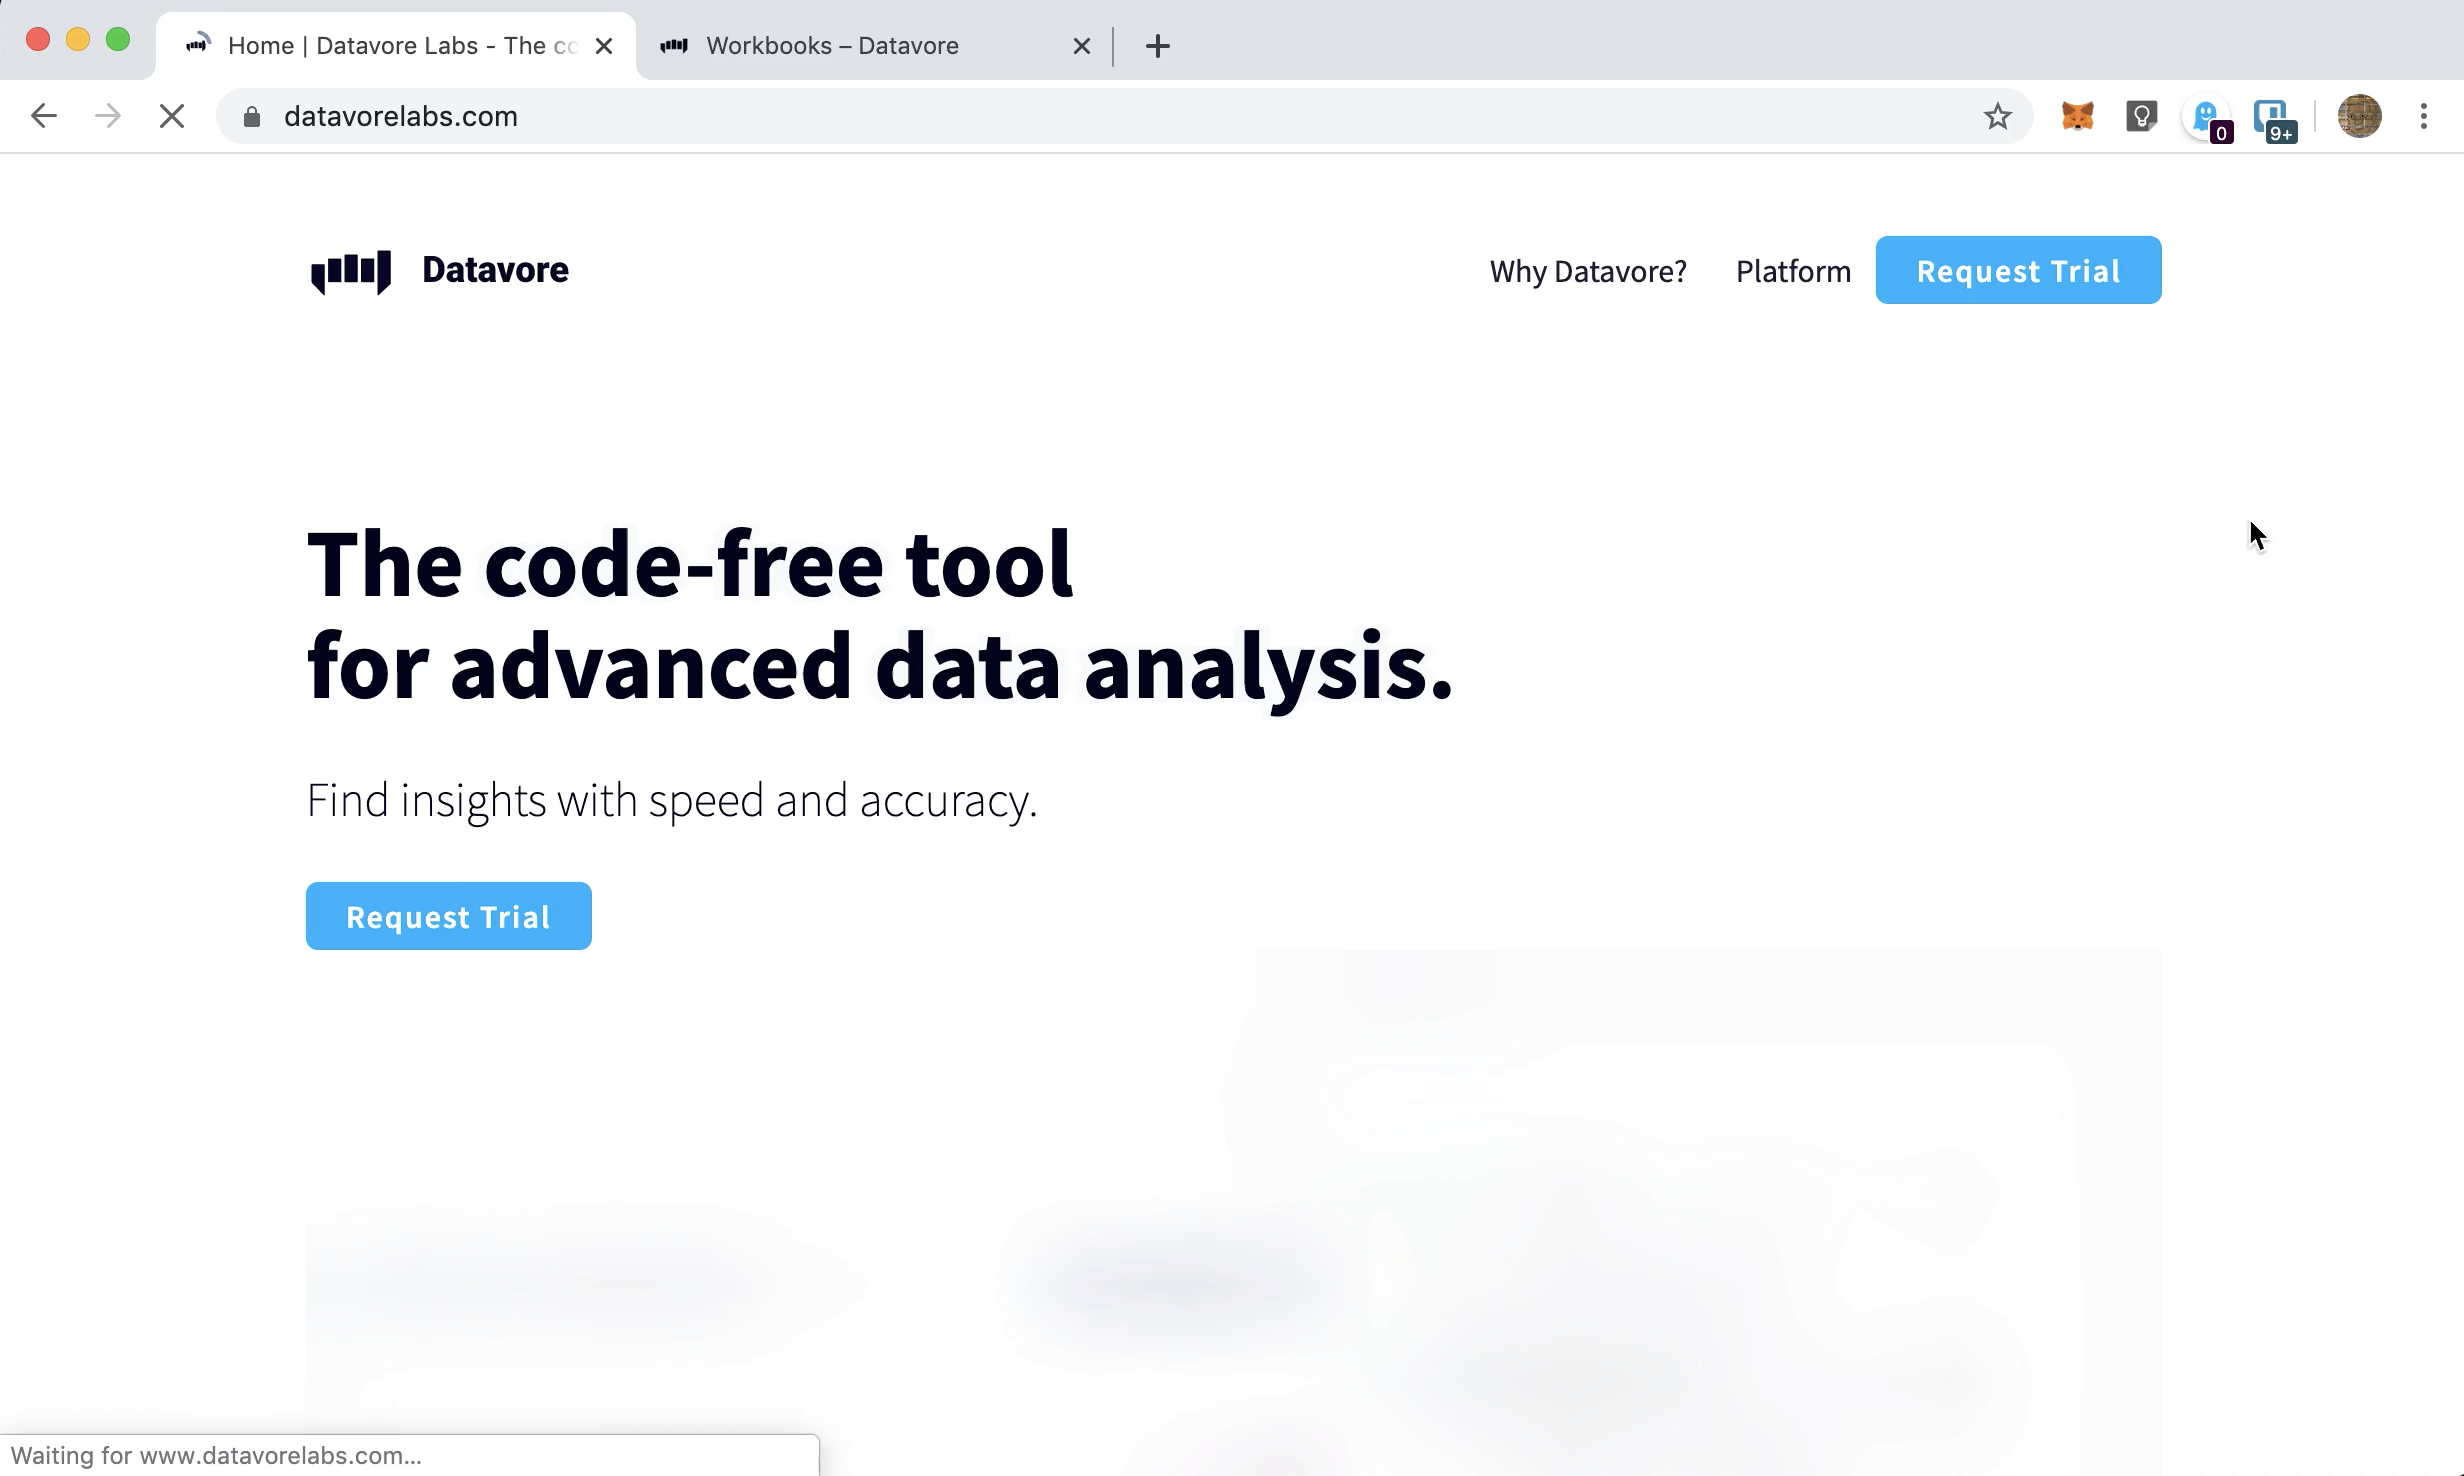 Home | Datavore Labs - The co
Workbooks – Datavore
datavorelabs.com
0
9+
Datavore
Why Datavore?
Platform
Request Trial
The code-free tool
for advanced data analysis.
Find insights with speed and accuracy.
Request Trial
Waiting for www.datavorelabs.com...